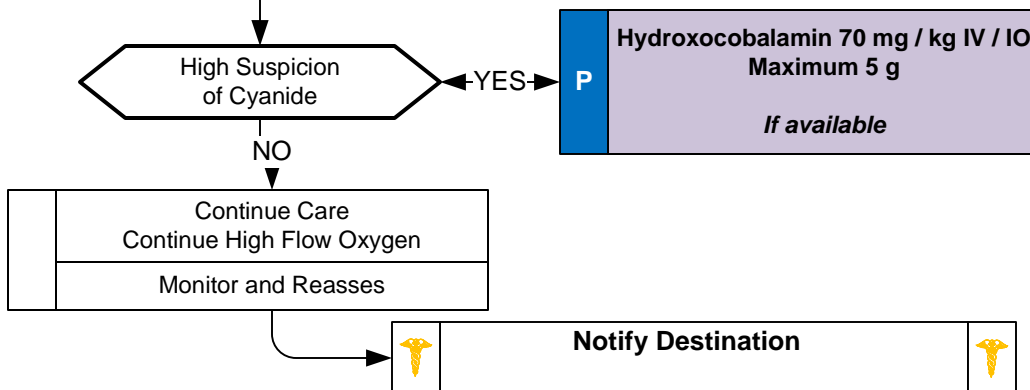 High Suspicion
of Cyanide
YES
P
Hydroxocobalamin 70 mg / kg IV / IO
Maximum 5 g
If available
NO
Continue Care
Continue High Flow Oxygen
Monitor and Reasses
Notify Destination